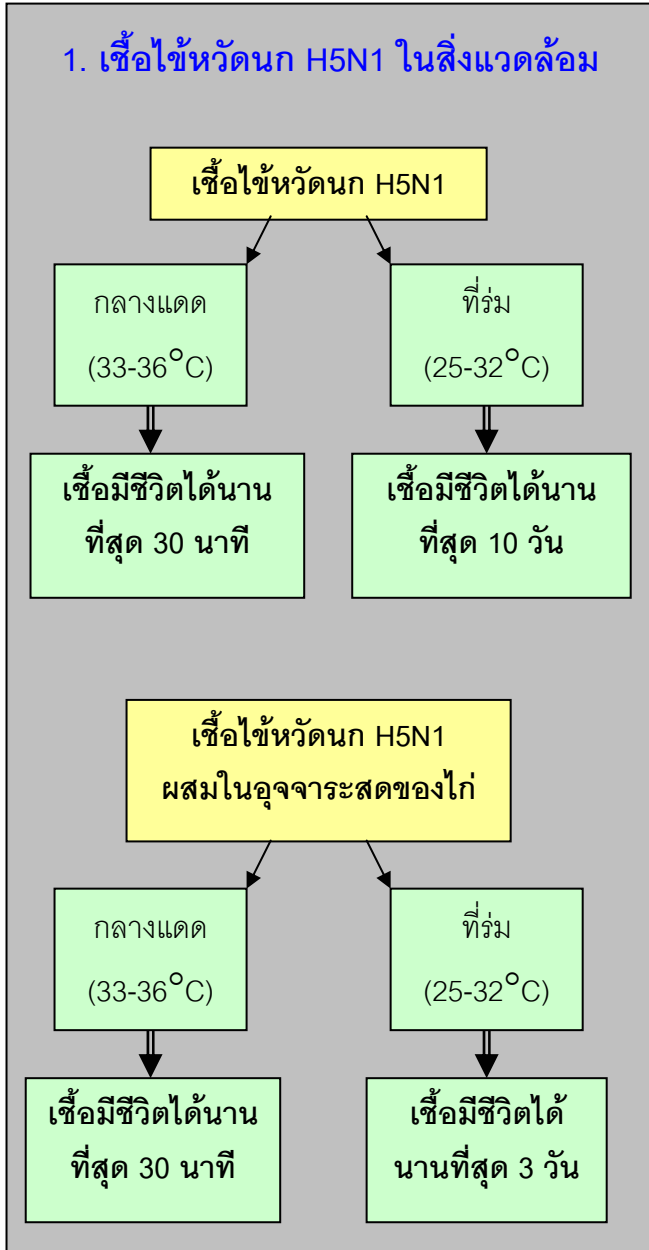 1. เชื้อไข้หวัดนก H5N1 ในสิ่งแวดล้อม
เชื้อไข้หวัดนก H5N1
กลางแดด
(33-36°C)
ที่ร่ม
(25-32°C)
เชื้อมีชีวิตได้นาน
ที่สุด 30 นาที
เชื้อมีชีวิตได้นาน
ที่สุด 10 วัน
เชื้อไข้หวัดนก H5N1
ผสมในอุจจาระสดของไก่
กลางแดด
(33-36°C)
ที่ร่ม
(25-32°C)
เชื้อมีชีวิตได้นาน
ที่สุด 30 นาที
เชื้อมีชีวิตได้
นานที่สุด 3 วัน